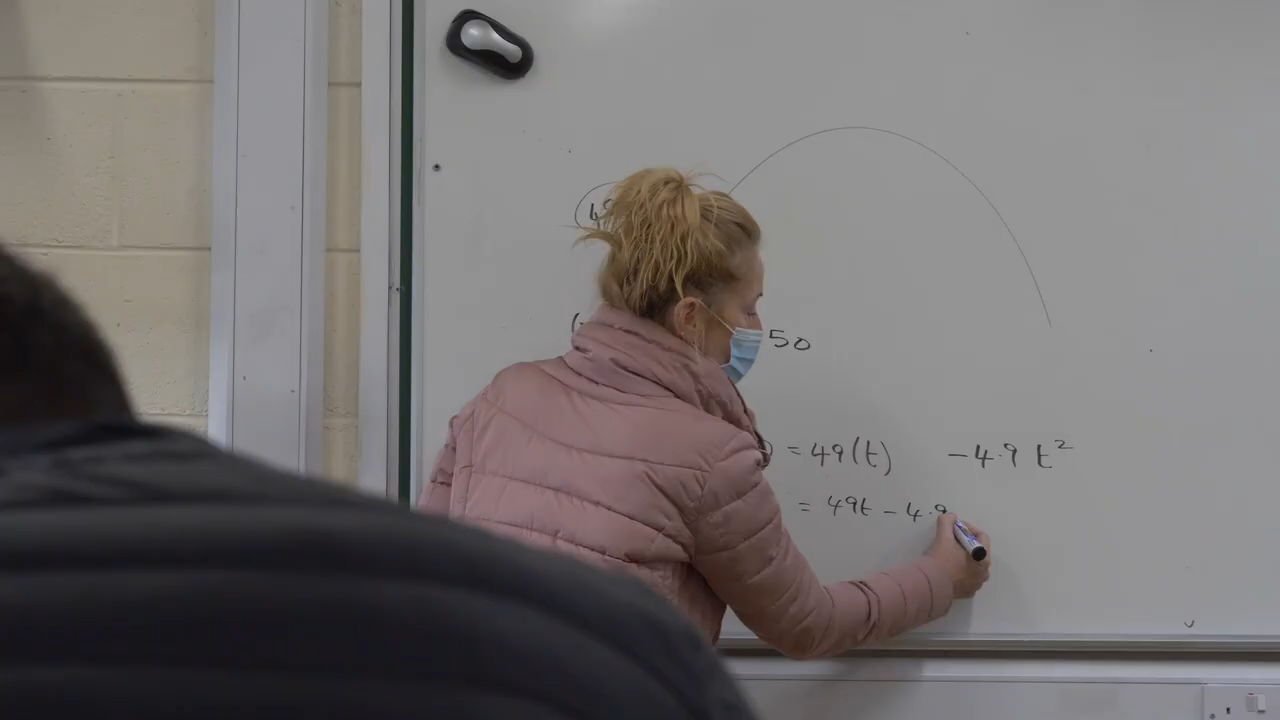 50
= 49(t) -4.9 t²
= 49t - 4.9